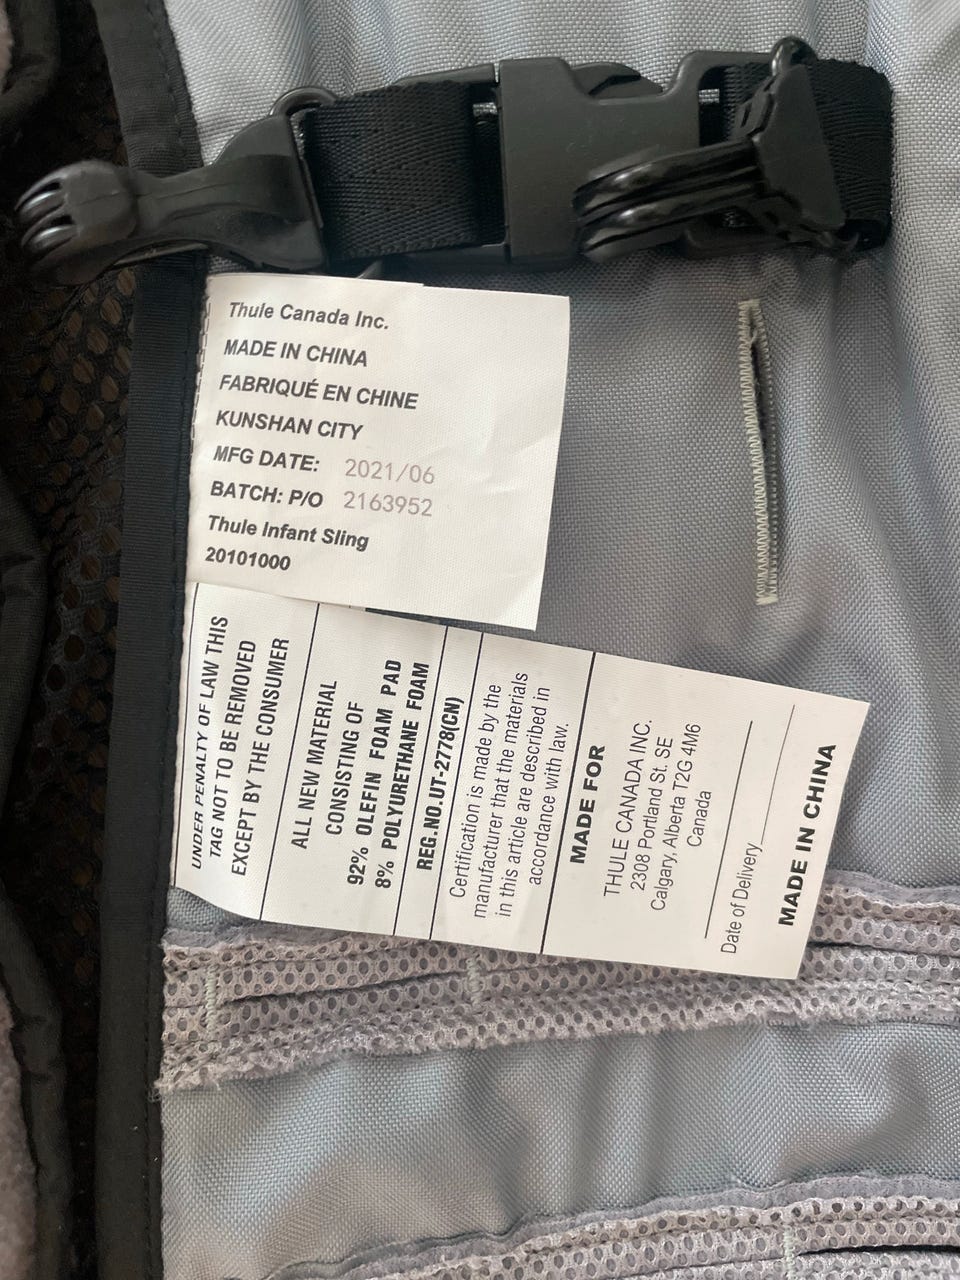 Thule Canada Inc.
MADE IN CHINA
FABRIQUÉ EN CHINE
KUNSHAN CITY
MFG DATE: 2021/06
BATCH: P/O 2163952
Thule Infant Sling
20101000
UNDER PENALTY OF LAW THIS
TAG NOT TO BE REMOVED
EXCEPT BY THE CONSUMER
ALL NEW MATERIAL
CONSISTING OF
92% OLEFIN FOAM PAD
8% POLYURETHANE FOAM
REG.NO.UT-2778(CN)
Certification is made by the
manufacturer that the materials
in this article are described in
accordance with law.
MADE FOR
THULE CANADA INC.
2308 Portland St. SE
Calgary, Alberta T2G 4M6
Canada
Date of Delivery
MADE IN CHINA